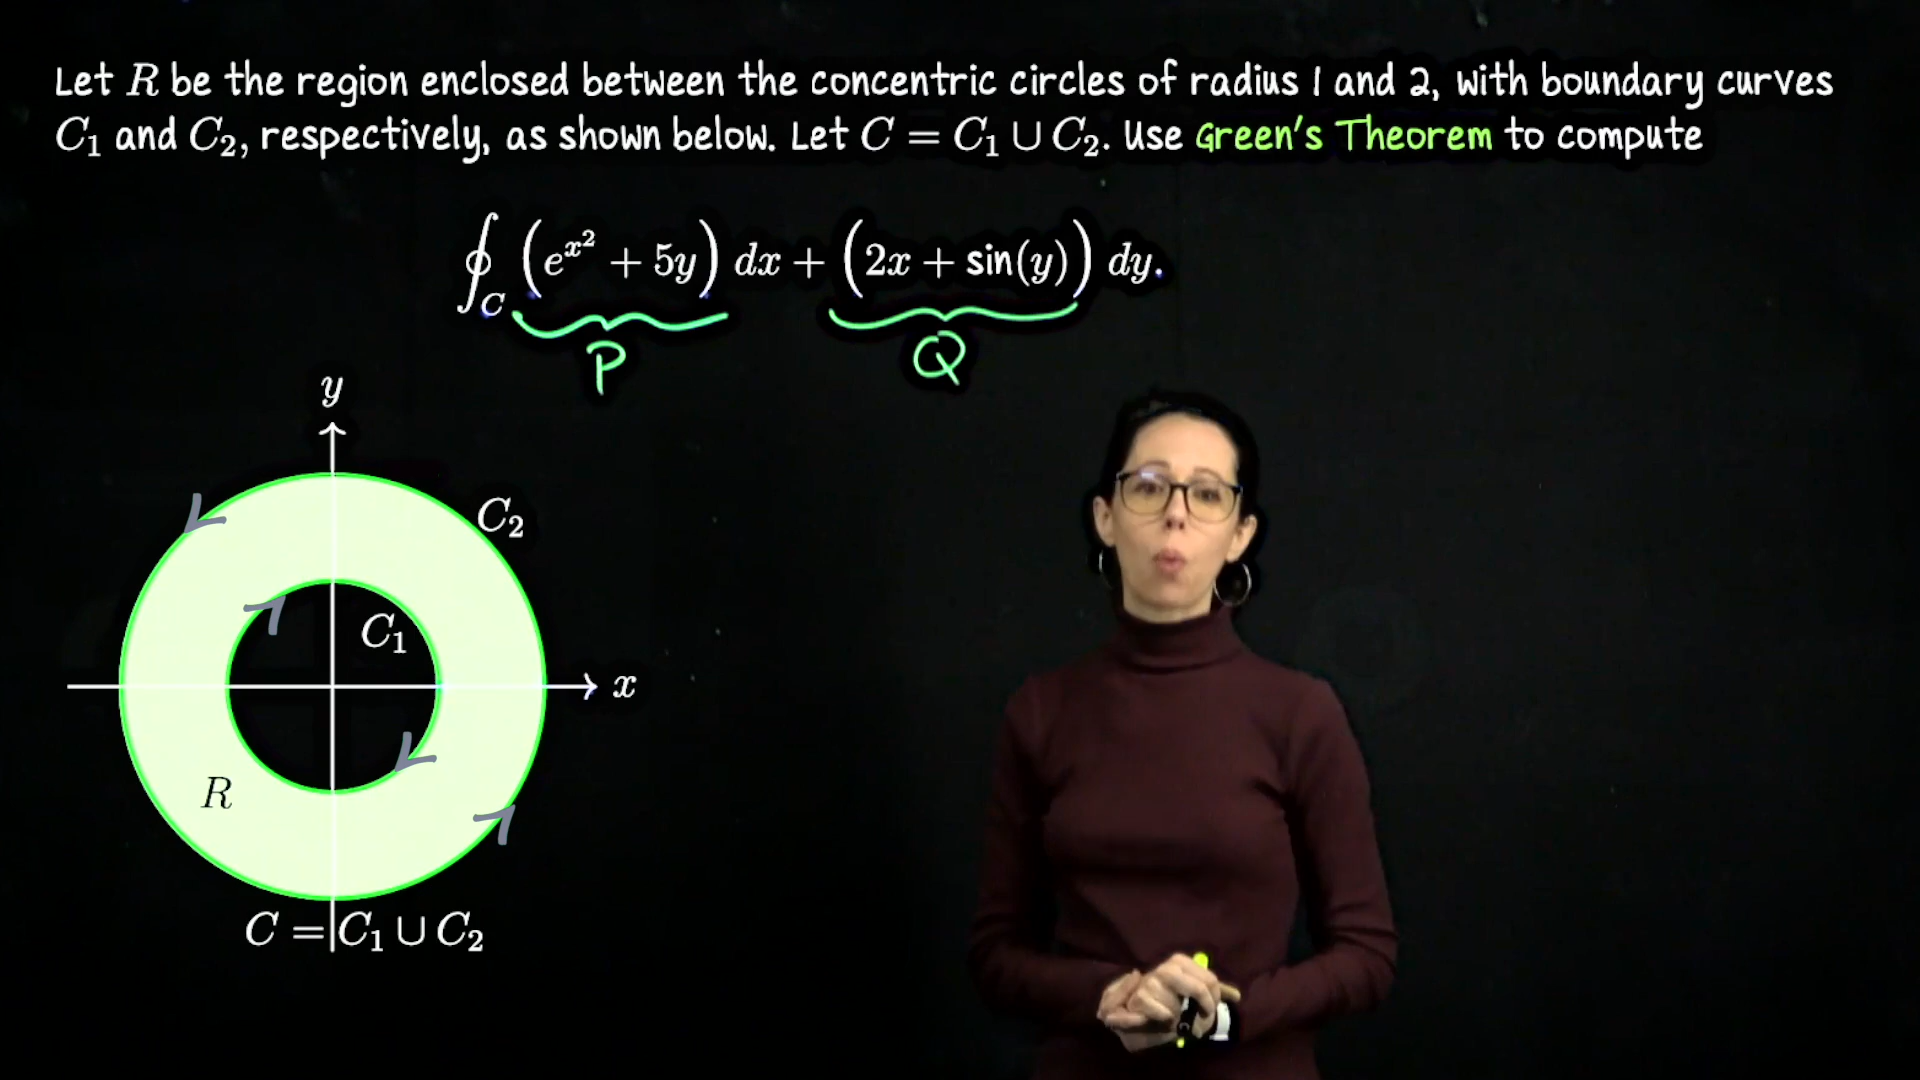 Let R be the region enclosed between the concentric circles of radius 1 and 2, with boundary curves
C₁ and C₂, respectively, as shown below. Let C = C₁ ∪ C₂. Use Green's Theorem to compute
∮_C (e^{x²} + 5y) dx + (2x + sin(y)) dy.
P Q
y
C₂
C₁
x
R
C = C₁ ∪ C₂